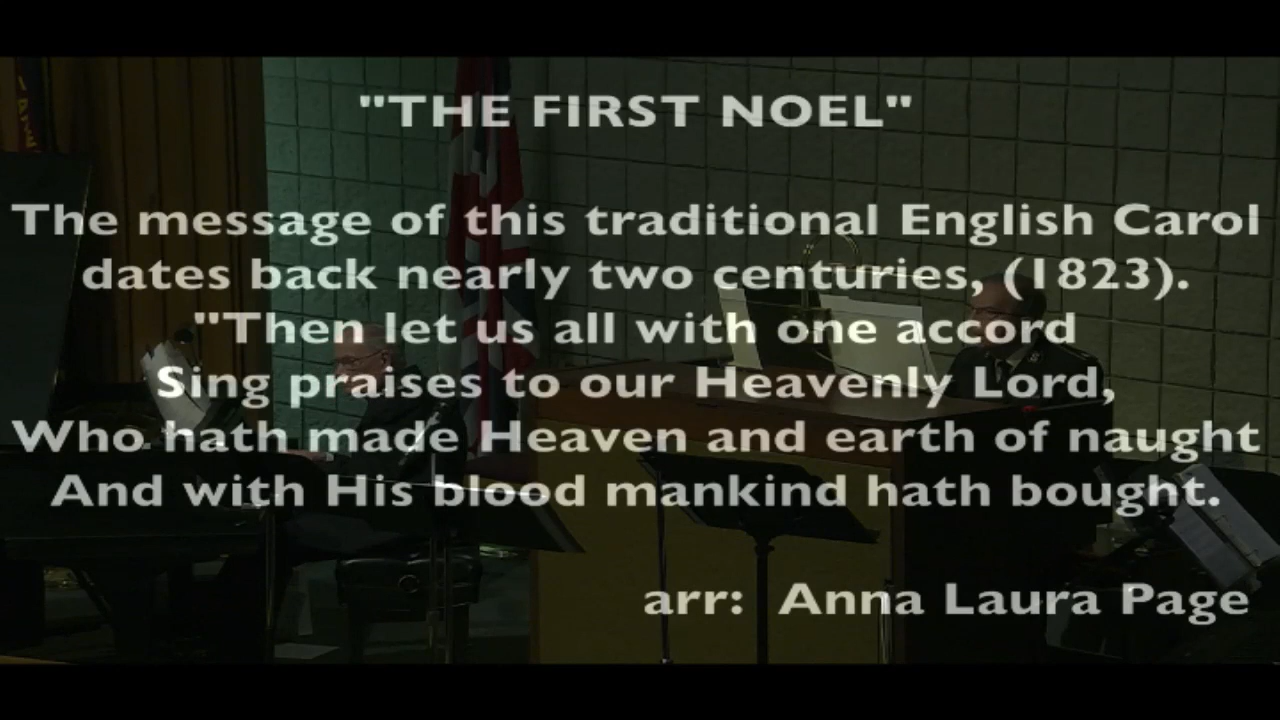 "THE FIRST NOEL"
The message of this traditional English Carol
dates back nearly two centuries, (1823).
"Then let us all with one accord
Sing praises to our Heavenly Lord,
Who hath made Heaven and earth of naught
And with His blood mankind hath bought.
arr: Anna Laura Page